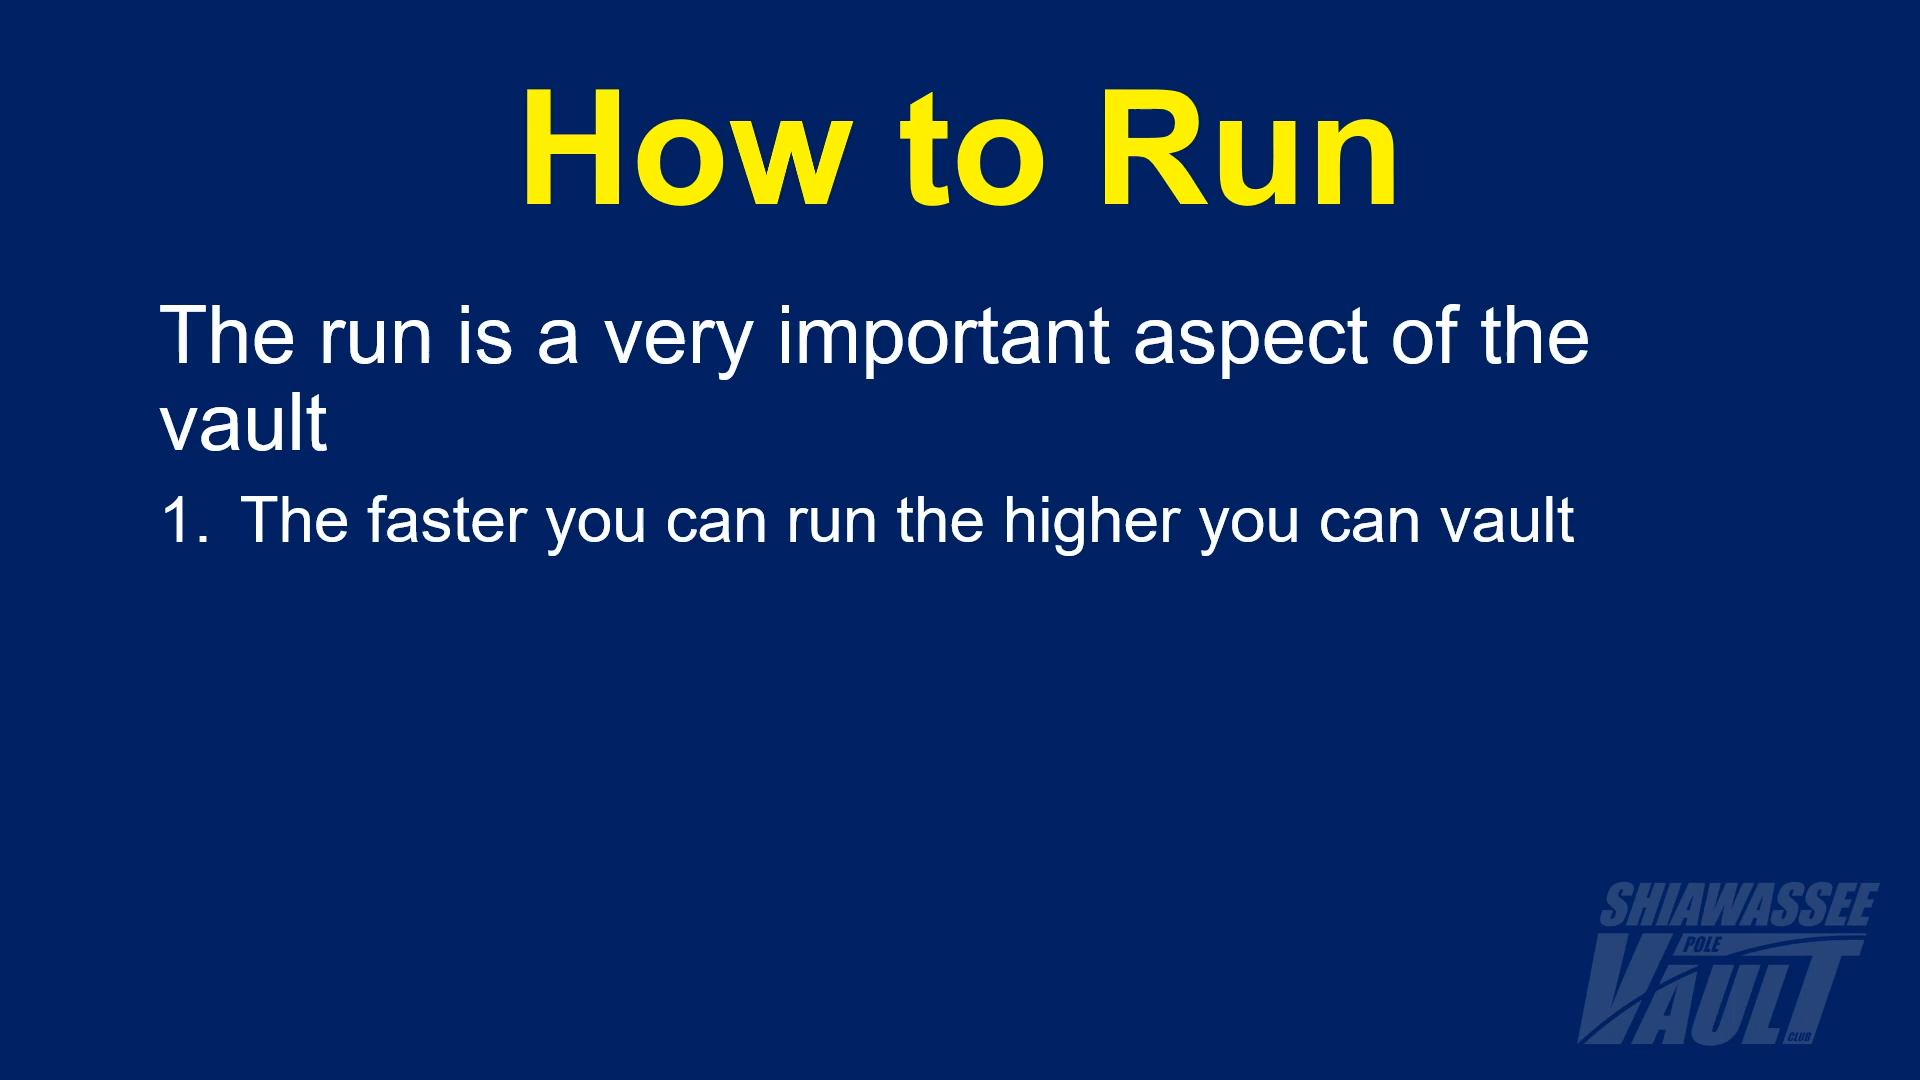 How to Run
The run is a very important aspect of the
vault
1. The faster you can run the higher you can vault
SHIAWASSEE
POLE
VAULT
CLUB